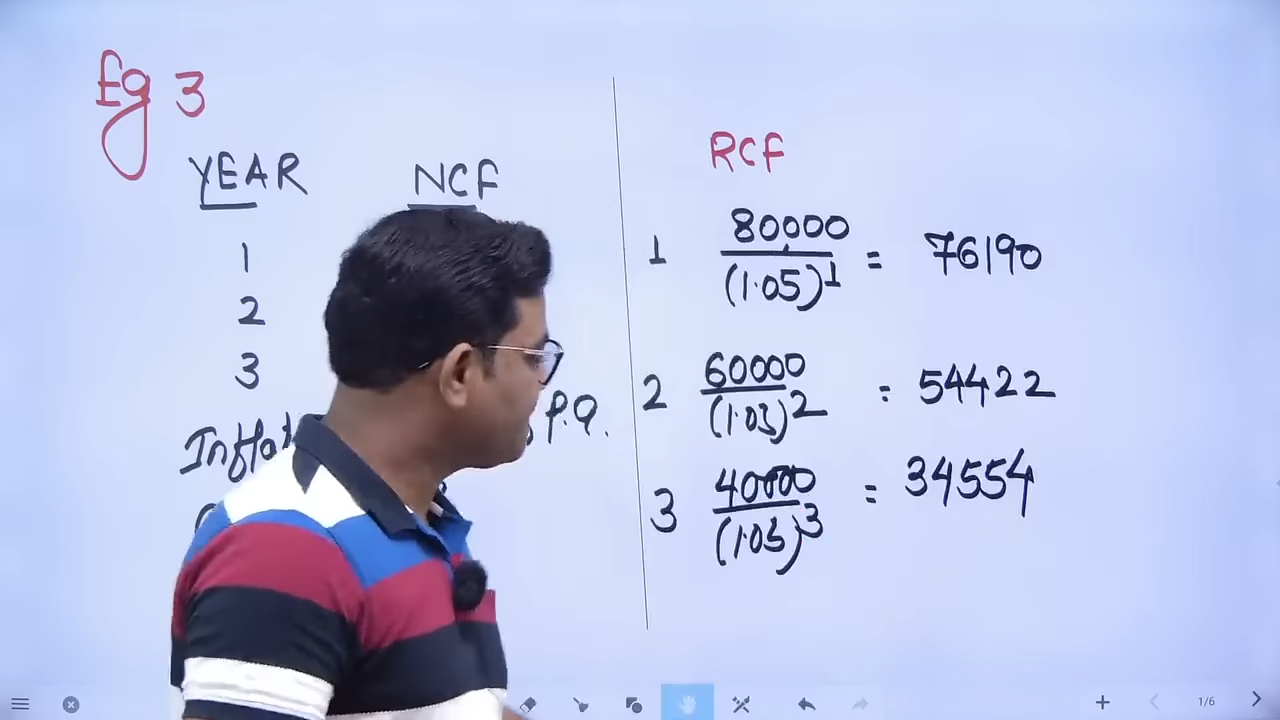 Eg 3
YEAR NCF
1
2
3
P.a.
RCF
1 80000 / (1.05)^1 = 76190
2 60000 / (1.05)^2 = 54422
3 40000 / (1.05)^3 = 34554
1/6